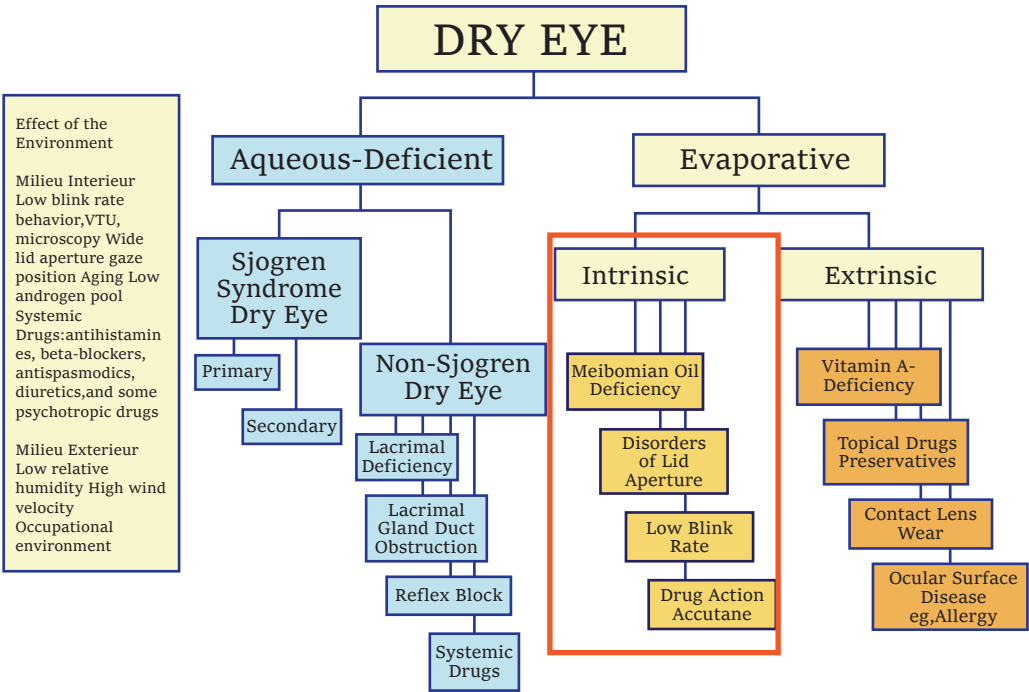 DRY EYE
Effect of the
Environment
Milieu Interieur
Low blink rate
behavior,VTU,
microscopy Wide
lid aperture gaze
position Aging Low
androgen pool
Systemic
Drugs:antihistamin
es, beta-blockers,
antispasmodics,
diuretics,and some
psychotropic drugs
Milieu Exterieur
Low relative
humidity High wind
velocity
Occupational
environment
Aqueous-Deficient
Sjogren
Syndrome
Dry Eye
Primary
Secondary
Non-Sjogren
Dry Eye
Lacrimal
Deficiency
Lacrimal
Gland Duct
Obstruction
Reflex Block
Systemic
Drugs
Evaporative
Intrinsic
Meibomian Oil
Deficiency
Disorders
of Lid
Aperture
Low Blink
Rate
Drug Action
Accutane
Extrinsic
Vitamin A-
Deficiency
Topical Drugs
Preservatives
Contact Lens
Wear
Ocular Surface
Disease
eg,Allergy